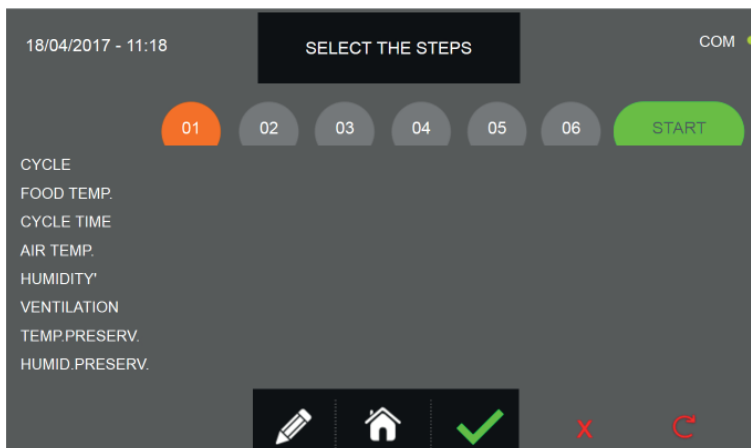 18/04/2017 - 11:18
SELECT THE STEPS
COM
01 02 03 04 05 06 START
CYCLE
FOOD TEMP.
CYCLE TIME
AIR TEMP.
HUMIDITY'
VENTILATION
TEMP.PRESERV.
HUMID.PRESERV.
X